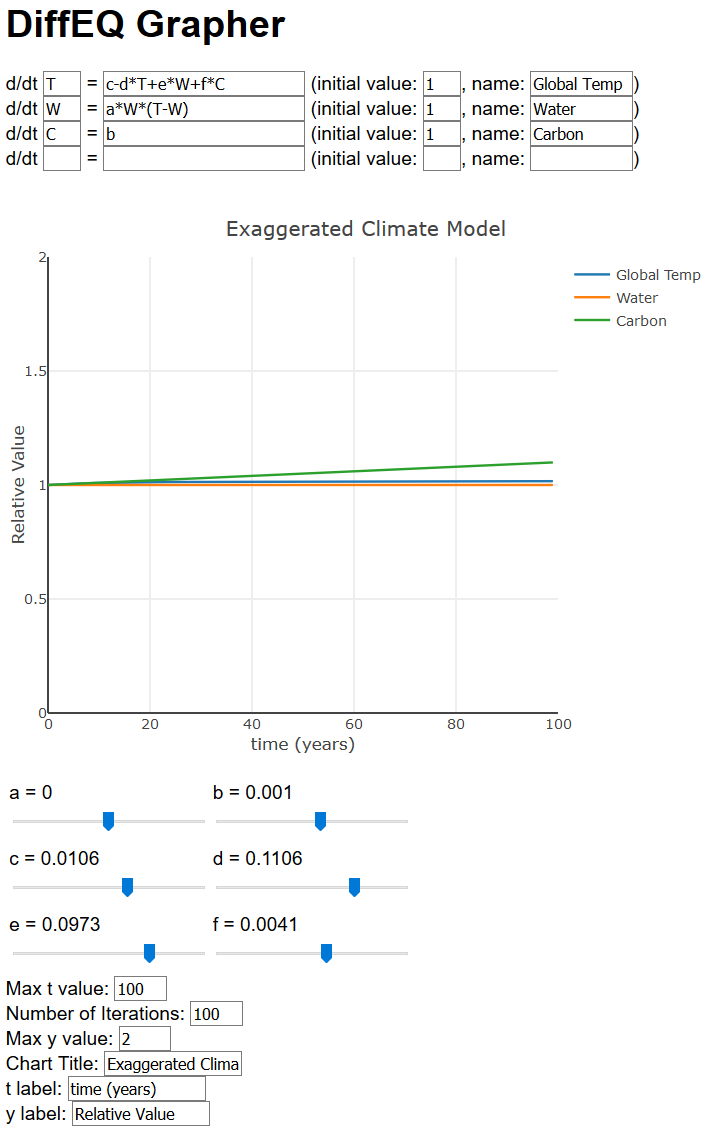 DiffEQ Grapher
d/dt T = c-d*T+e*W+f*C (initial value: 1 , name: Global Temp )
d/dt W = a*W*(T-W) (initial value: 1 , name: Water )
d/dt C = b (initial value: 1 , name: Carbon )
d/dt = (initial value: , name: )
Exaggerated Climate Model
2
1.5
1
0.5
0
Relative Value
0 20 40 60 80 100
time (years)
Global Temp
Water
Carbon
a = 0 b = 0.001
c = 0.0106 d = 0.1106
e = 0.0973 f = 0.0041
Max t value: 100
Number of Iterations: 100
Max y value: 2
Chart Title: Exaggerated Clima
t label: time (years)
y label: Relative Value